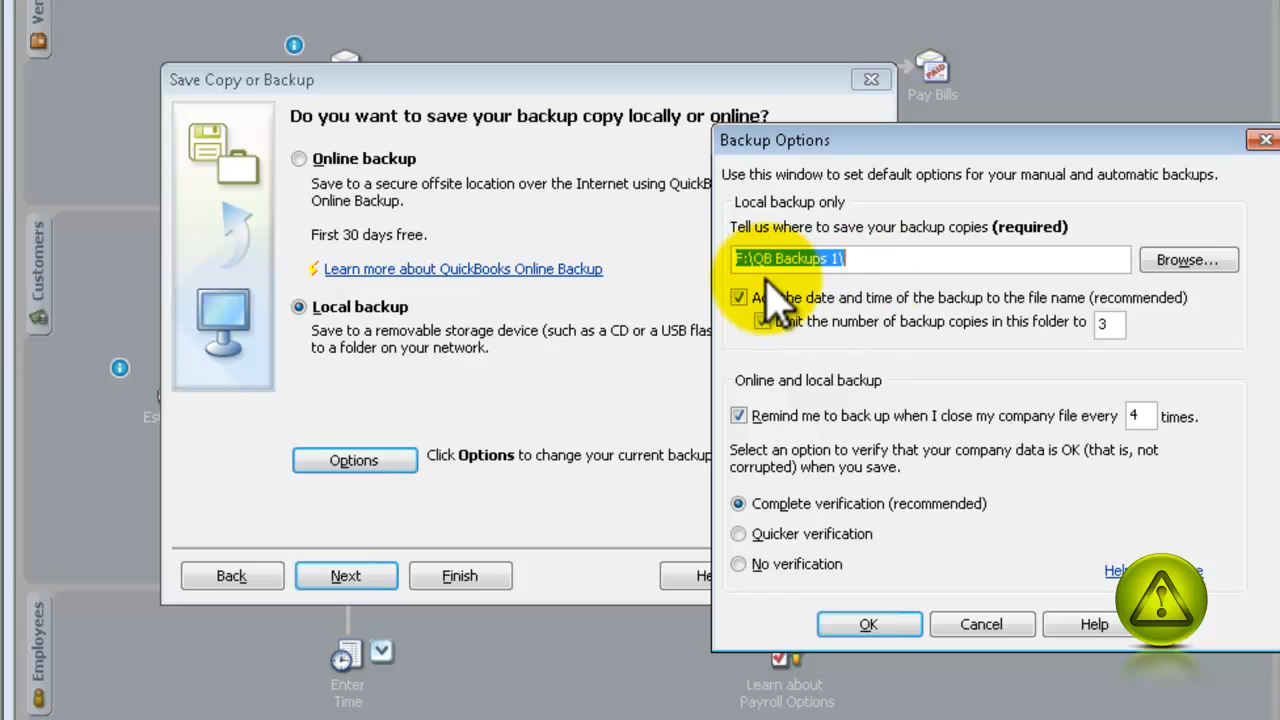 PAID
Pay Bills
Customers
Employees
Save Copy or Backup
Do you want to save your backup copy locally or online?
Online backup
Save to a secure offsite location over the Internet using
Online Backup.
First 30 days free.
Learn more about QuickBooks Online Backup
Local backup
Save to a removable storage device (such as a CD or a USB
to a folder on your network.
Options
Click Options to change your current backup
Back
Next
Finish
Backup Options
Use this window to set default options for your manual and automatic backups.
Local backup only
Tell us where to save your backup copies (required)
F:\QB Backups 1\
Browse...
the date and time of the backup to the file name (recommended)
the number of backup copies in this folder to 3
Online and local backup
Remind me to back up when I close my company file every 4 times.
Select an option to verify that your company data is OK (that is, not
corrupted) when you save.
Complete verification (recommended)
Quicker verification
No verification
OK
Cancel
Help
Enter
Time
Learn about
Payroll Options